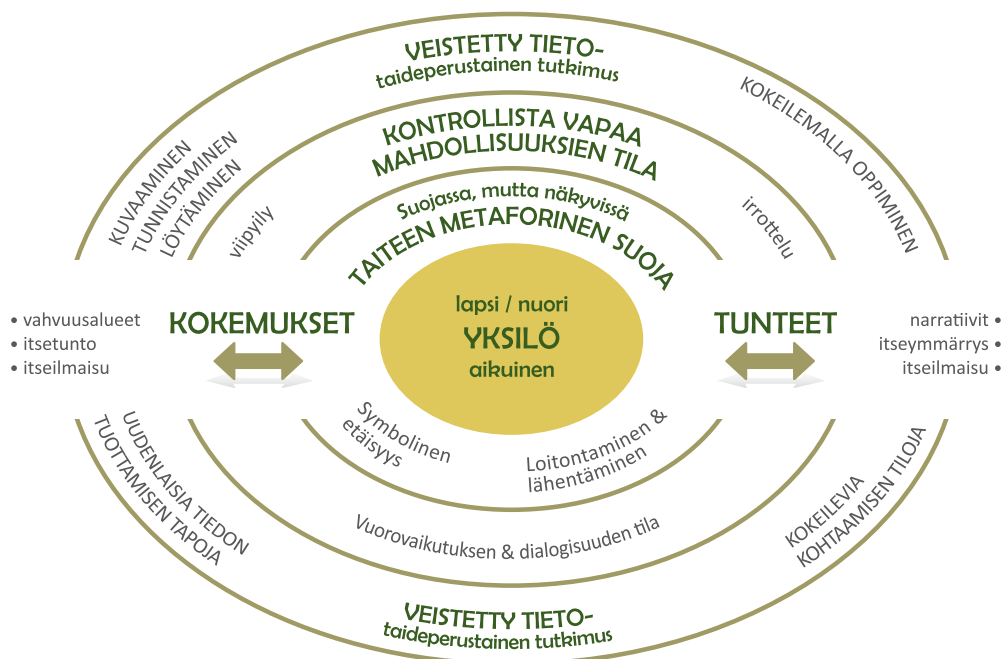 VEISTETTY TIETO-
taideperustainen tutkimus
KONTROLLISTA VAPAA
MAHDOLLISUUKSIEN TILA
Suojassa, mutta näkyvissä
TAITEEN METAFORINEN SUOJA
KUVAAMINEN
TUNNISTAMINEN
LÖYTÄMINEN
viipyily
irrottelu
KOKEILEMALLA OPPIMINEN
• vahvuusalueet
• itsetunto
• itseilmaisu
KOKEMUKSET
lapsi / nuori
YKSILÖ
aikuinen
TUNTEET
narratiivit •
itseymmärrys •
itseilmaisu •
Symbolinen
etäisyys
Loitontaminen &
lähentäminen
UUDENLAISIA TIEDON
TUOTTAMISEN TAPOJA
Vuorovaikutuksen & dialogisuuden tila
KOKEILEVIA
KOHTAAMISEN TILOJA
VEISTETTY TIETO-
taideperustainen tutkimus